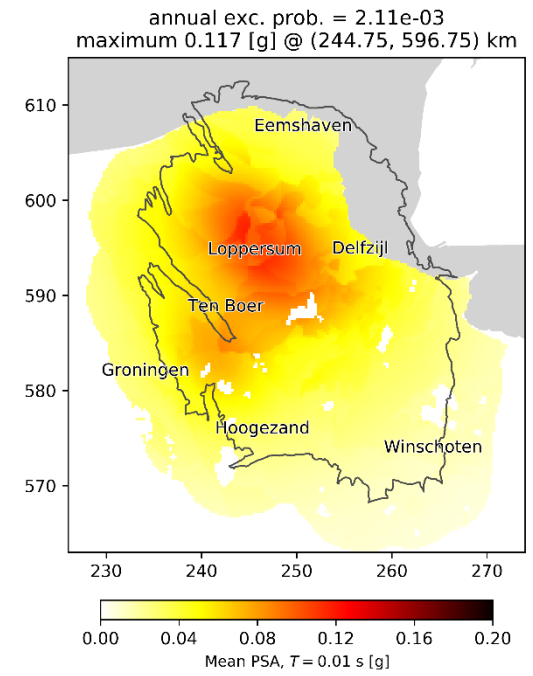 annual exc. prob. = 2.11e-03
maximum 0.117 [g] @ (244.75, 596.75) km
610
600
590
580
570
Eemshaven
Loppersum
Delfzijl
Ten Boer
Groningen
Hoogezand
Winschoten
230 240 250 260 270
0.00 0.04 0.08 0.12 0.16 0.20
Mean PSA, T = 0.01 s [g]